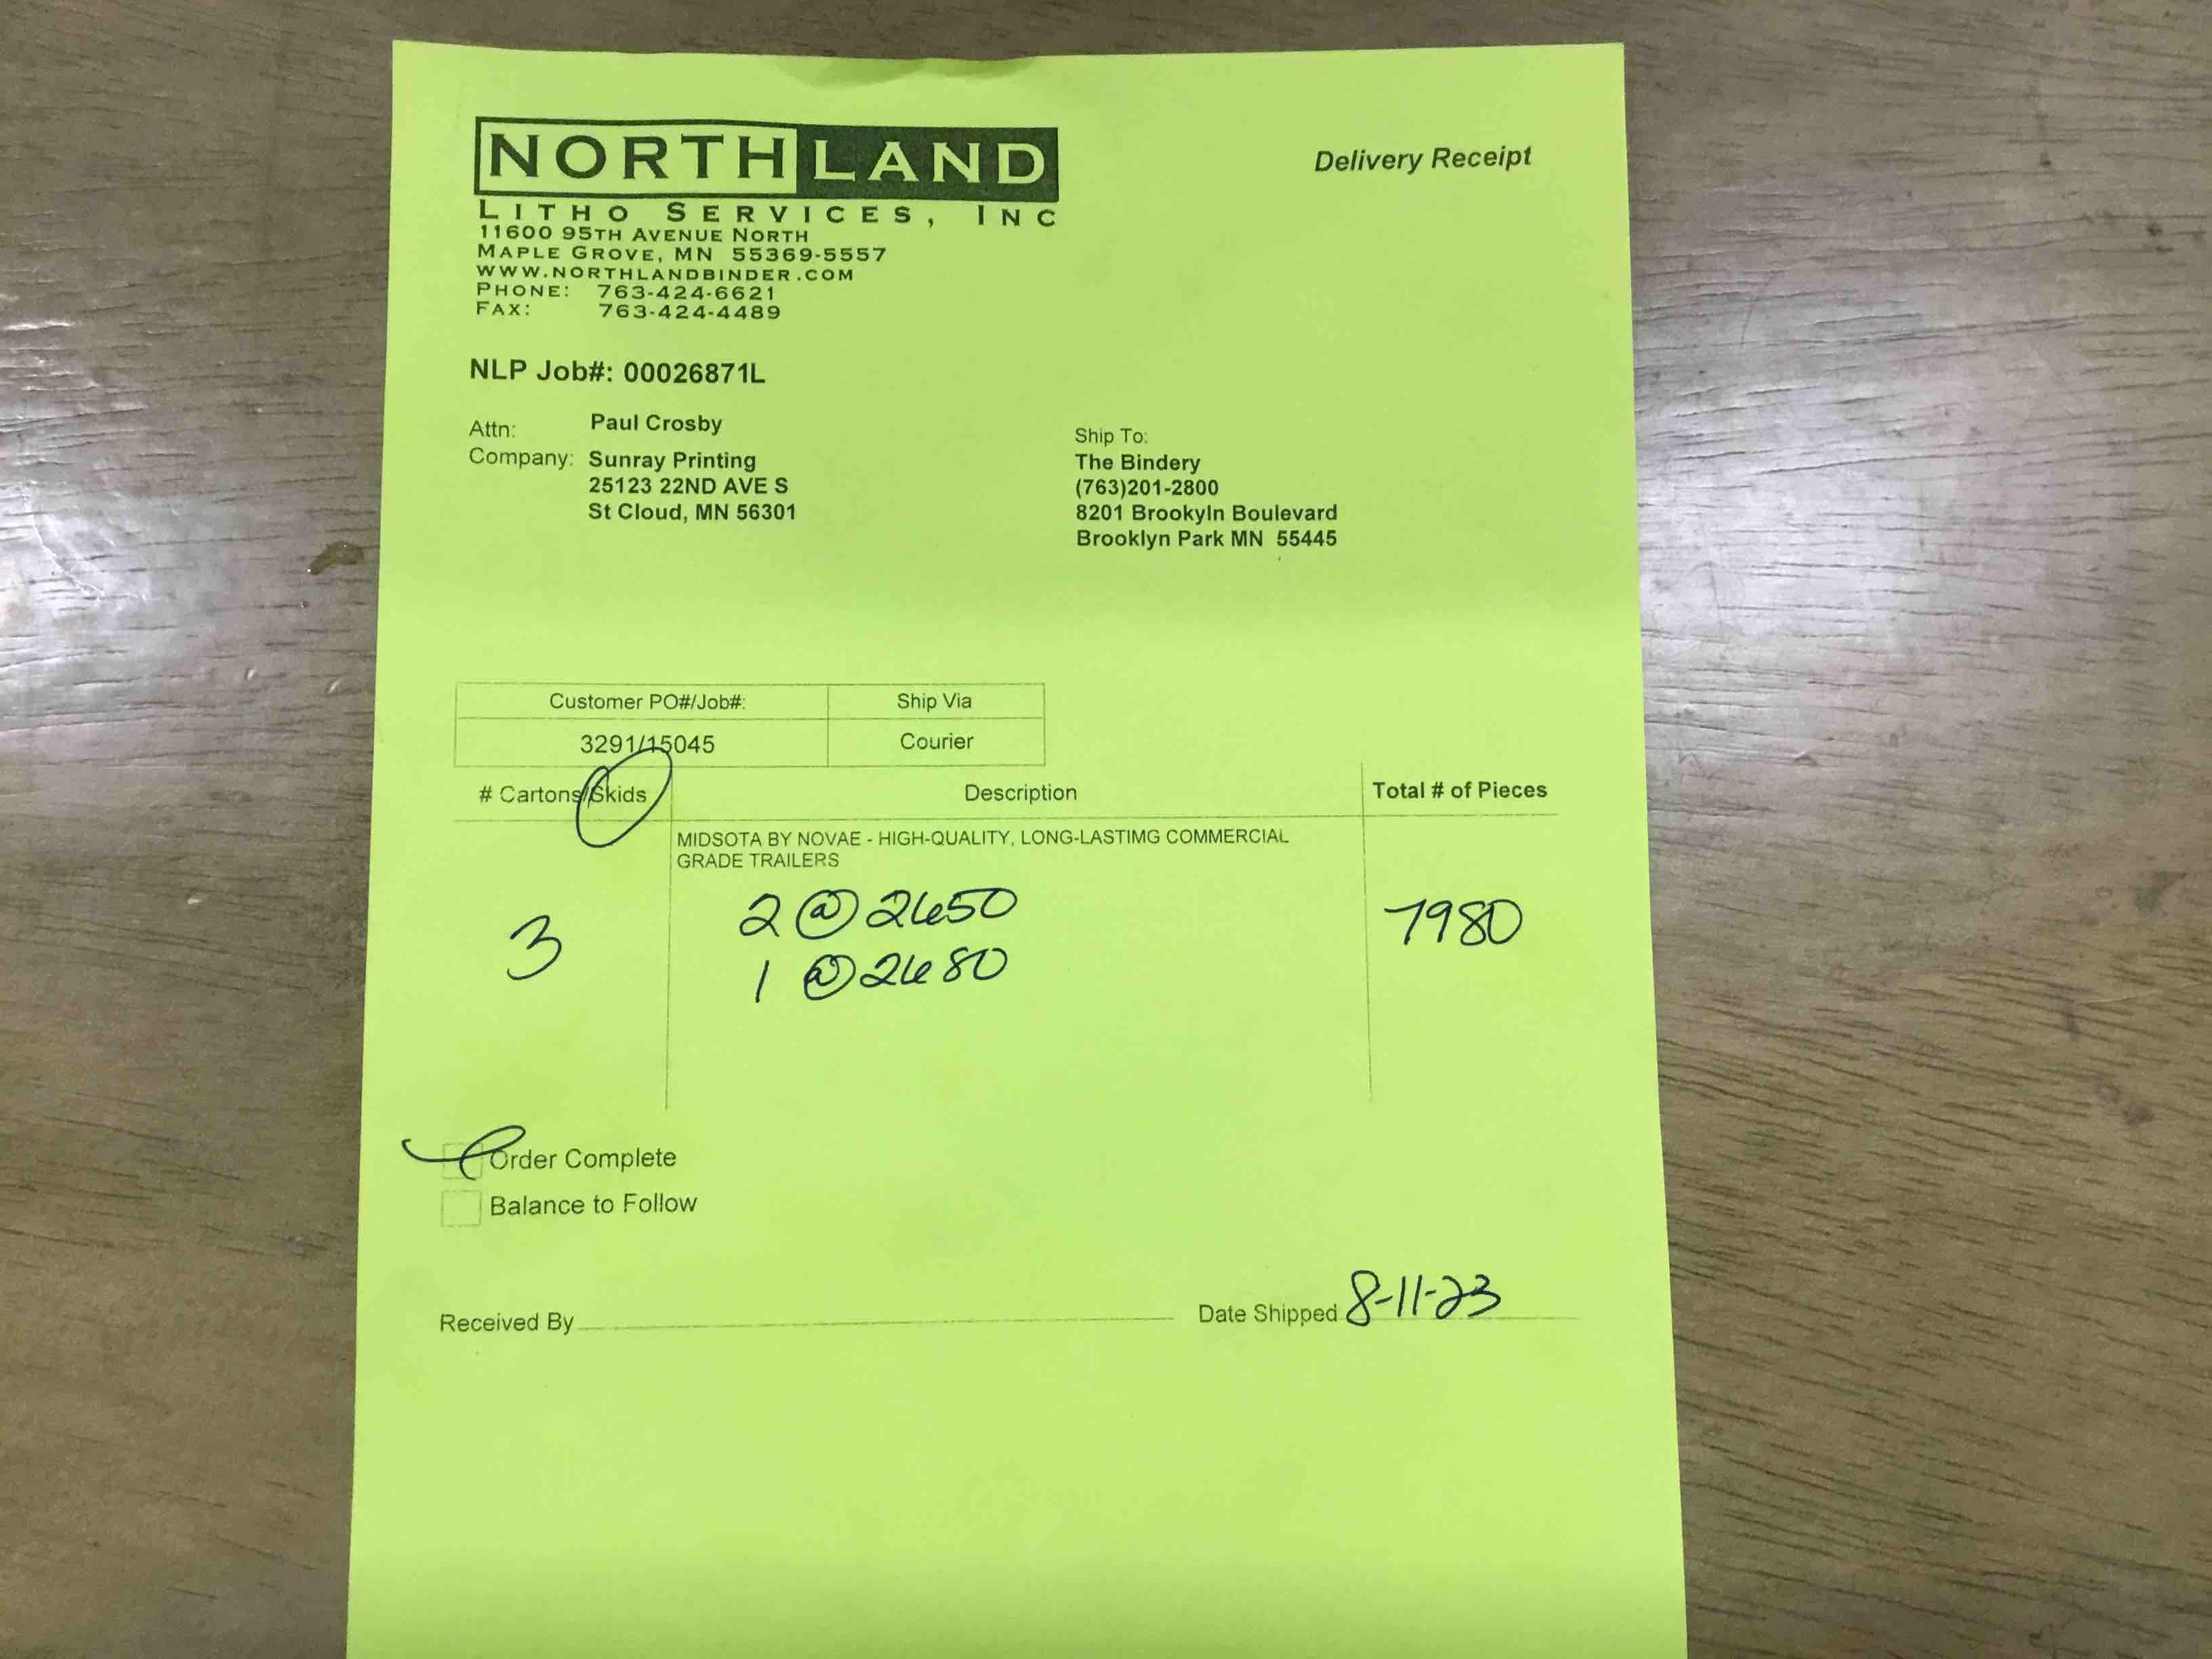 NORTHLAND
LITHO SERVICES, INC
11600 95TH AVENUE NORTH
MAPLE GROVE, MN 55369-5557
WWW.NORTHLANDBINDER.COM
PHONE: 763-424-6621
FAX: 763-424-4489
Delivery Receipt
NLP Job#: 00026871L
Attn: Paul Crosby
Company: Sunray Printing
25123 22ND AVE S
St Cloud, MN 56301
Ship To:
The Bindery
(763)201-2800
8201 Brookyln Boulevard
Brooklyn Park MN 55445
Customer PO#/Job#: Ship Via
3291/15045 Courier
# Cartons/Skids Description Total # of Pieces
MIDSOTA BY NOVAE - HIGH-QUALITY, LONG-LASTIMG COMMERCIAL
GRADE TRAILERS
2 @ 2650
3 7980
1 @ 2680
Order Complete
Balance to Follow
Received By Date Shipped 8-11-23